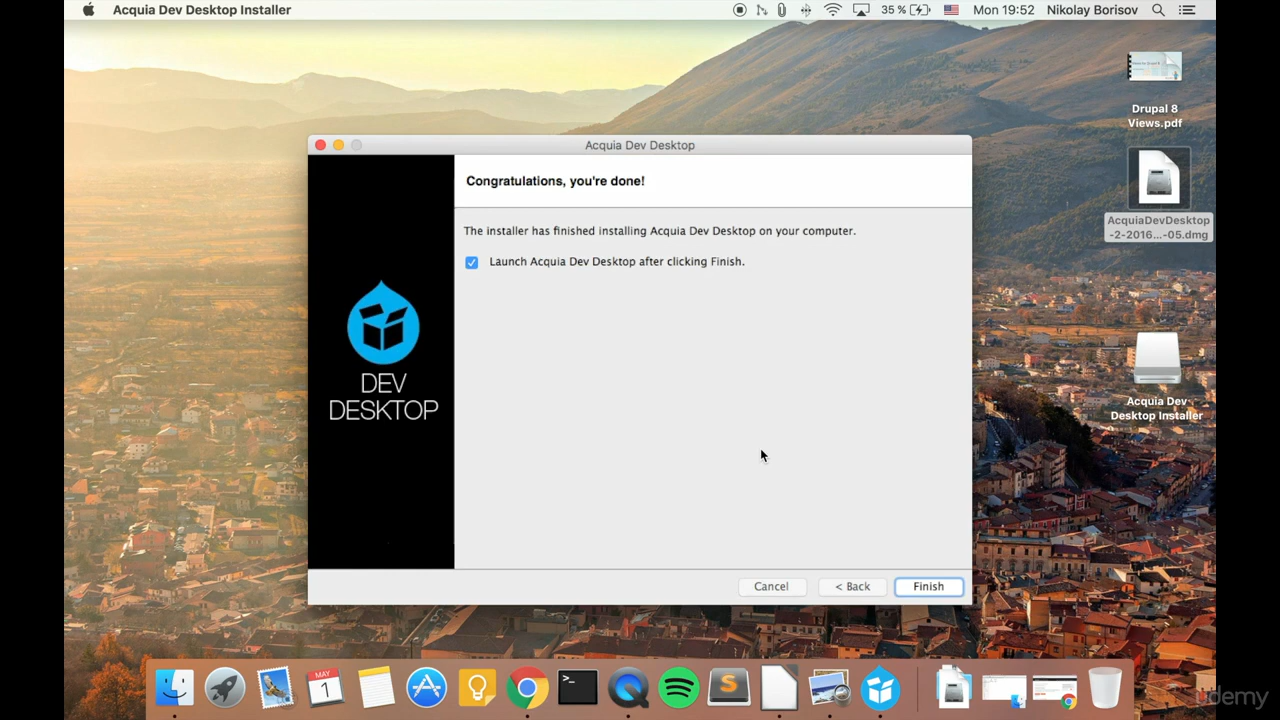 Acquia Dev Desktop Installer
35 %
Mon 19:52
Nikolay Borisov
Drupal 8
Views.pdf
AcquiaDevDesktop
-2-2016...-05.dmg
Acquia Dev
Desktop Installer
Acquia Dev Desktop
Congratulations, you're done!
The installer has finished installing Acquia Dev Desktop on your computer.
Launch Acquia Dev Desktop after clicking Finish.
DEV
DESKTOP
Cancel
< Back
Finish
MAY
1
>_
S
udemy